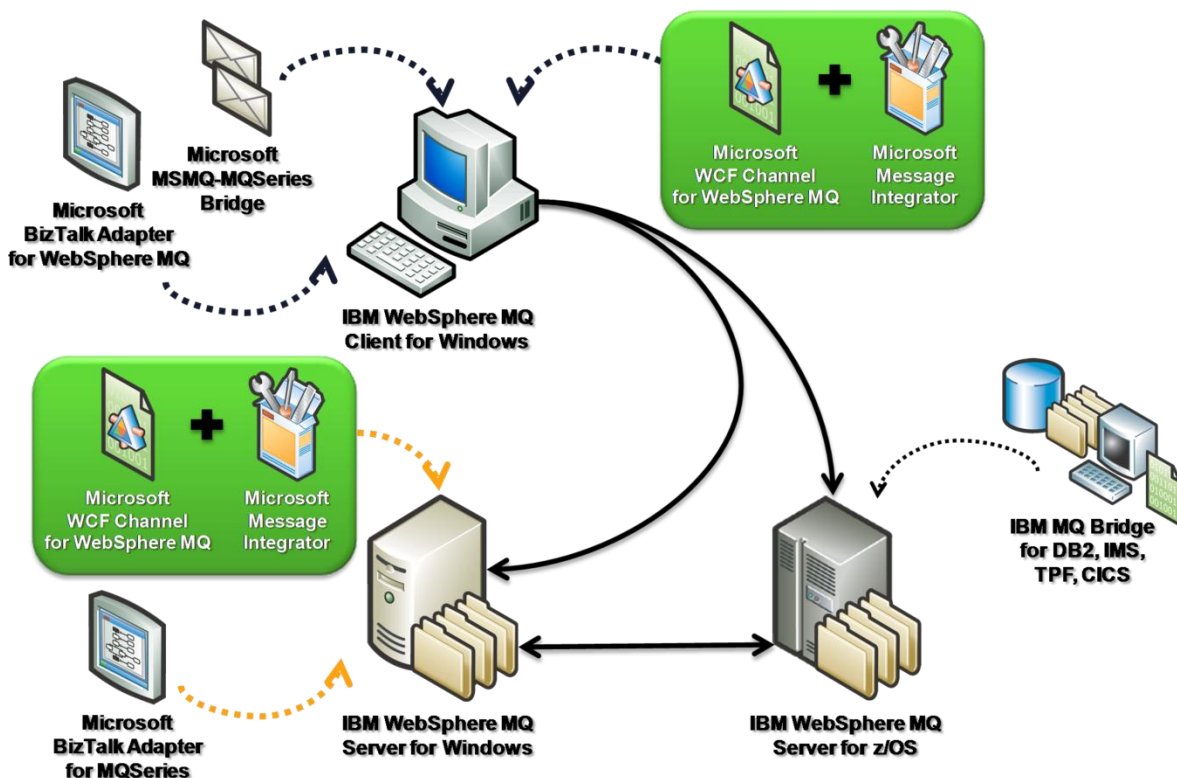 Microsoft
MSMQ-MQSeries
Bridge
Microsoft
BizTalk Adapter
for WebSphere MQ
Microsoft
WCF Channel
for WebSphere MQ
Microsoft
Message
Integrator
IBM WebSphere MQ
Client for Windows
Microsoft
WCF Channel
for WebSphere MQ
Microsoft
Message
Integrator
IBM MQ Bridge
for DB2, IMS,
TPF, CICS
Microsoft
BizTalk Adapter
for MQSeries
IBM WebSphere MQ
Server for Windows
IBM WebSphere MQ
Server for z/OS